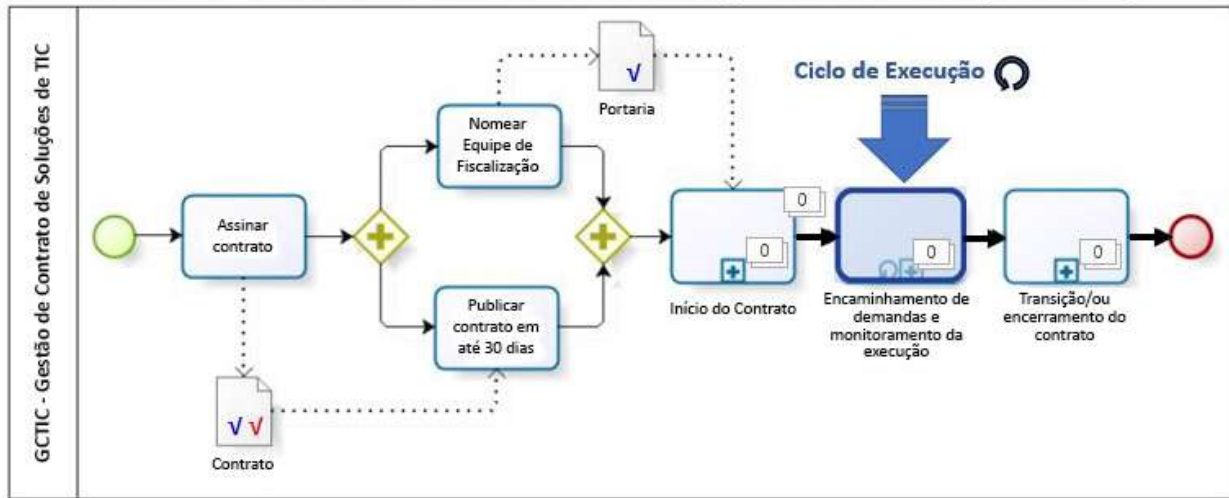 GCTIC - Gestão de Contrato de Soluções de TIC
Assinar
contrato
√ √
Contrato
Nomear
Equipe de
Fiscalização
Publicar
contrato em
até 30 dias
√
Portaria
0
0
Início do Contrato
Ciclo de Execução
0
Encaminhamento de
demandas e
monitoramento da
execução
0
Transição/ou
encerramento do
contrato